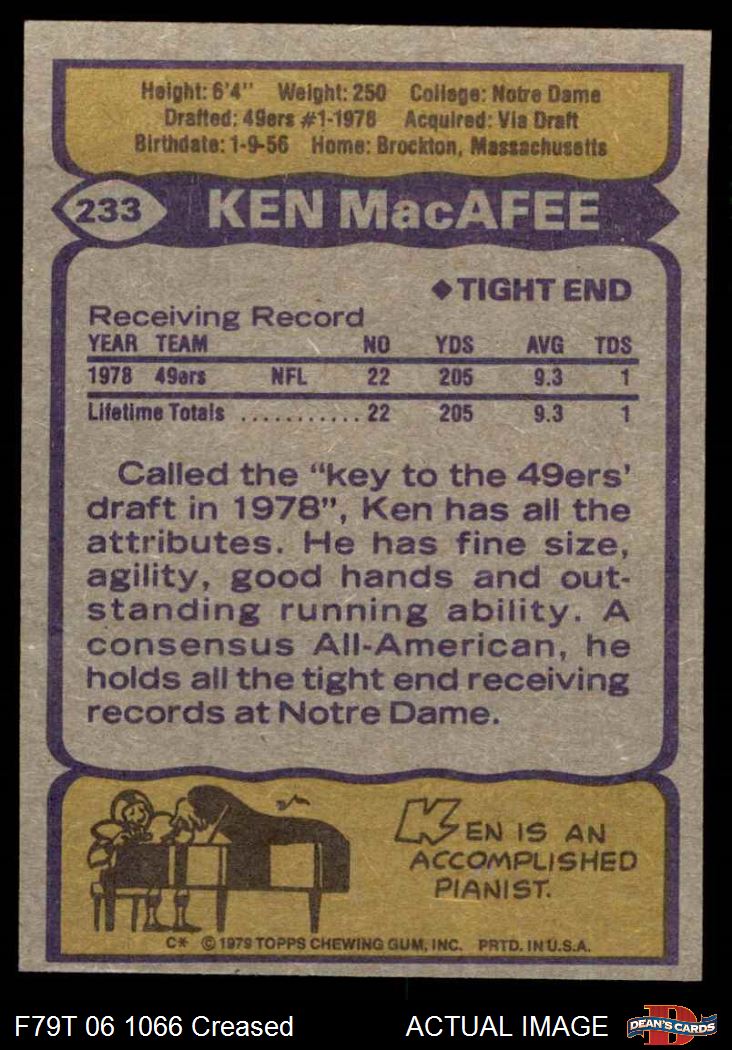 Height: 6'4" Weight: 250 College: Notre Dame
Drafted: 49ers #1-1978 Acquired: Via Draft
Birthdate: 1-9-56 Home: Brockton, Massachusetts
233 KEN MacAFEE
◆TIGHT END
Receiving Record
YEAR TEAM NO YDS AVG TDS
1978 49ers NFL 22 205 9.3 1
Lifetime Totals ........... 22 205 9.3 1
Called the "key to the 49ers'
draft in 1978", Ken has all the
attributes. He has fine size,
agility, good hands and out-
standing running ability. A
consensus All-American, he
holds all the tight end receiving
records at Notre Dame.
KEN IS AN
ACCOMPLISHED
PIANIST.
C* © 1979 TOPPS CHEWING GUM, INC. PRTD. IN U.S.A.
F79T 06 1066 Creased ACTUAL IMAGE D DEAN'S CARDS